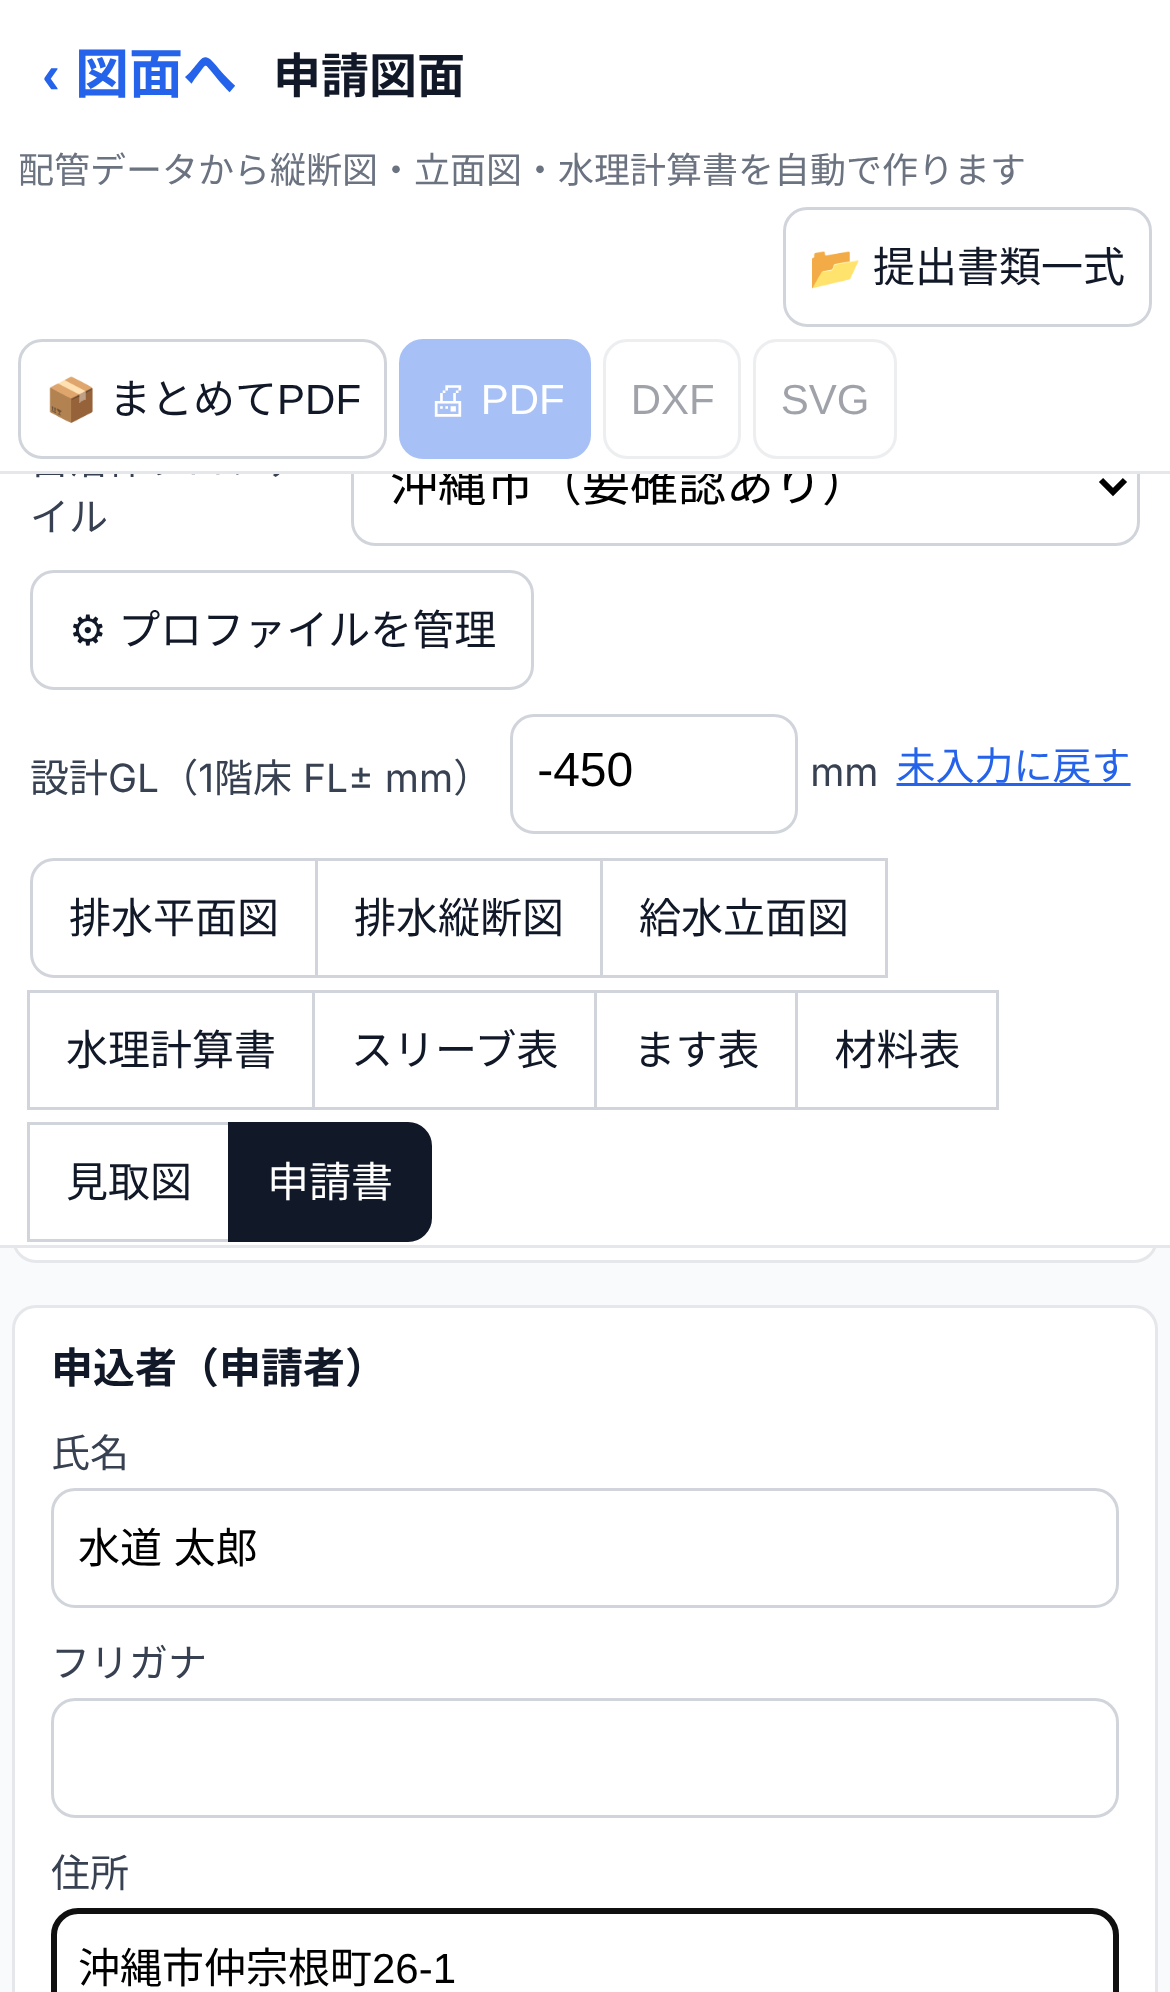 ‹ 図面へ 申請図面
配管データから縦断図・立面図・水理計算書を自動で作ります
📂 提出書類一式
📦 まとめてPDF 🖨 PDF DXF SVG
沖縄市（要確認あり）
イル
⚙ プロファイルを管理
設計GL（1階床 FL± mm） -450 mm 未入力に戻す
排水平面図 排水縦断図 給水立面図
水理計算書 スリーブ表 ます表 材料表
見取図 申請書
申込者（申請者）
氏名
水道 太郎
フリガナ
住所
沖縄市仲宗根町26-1